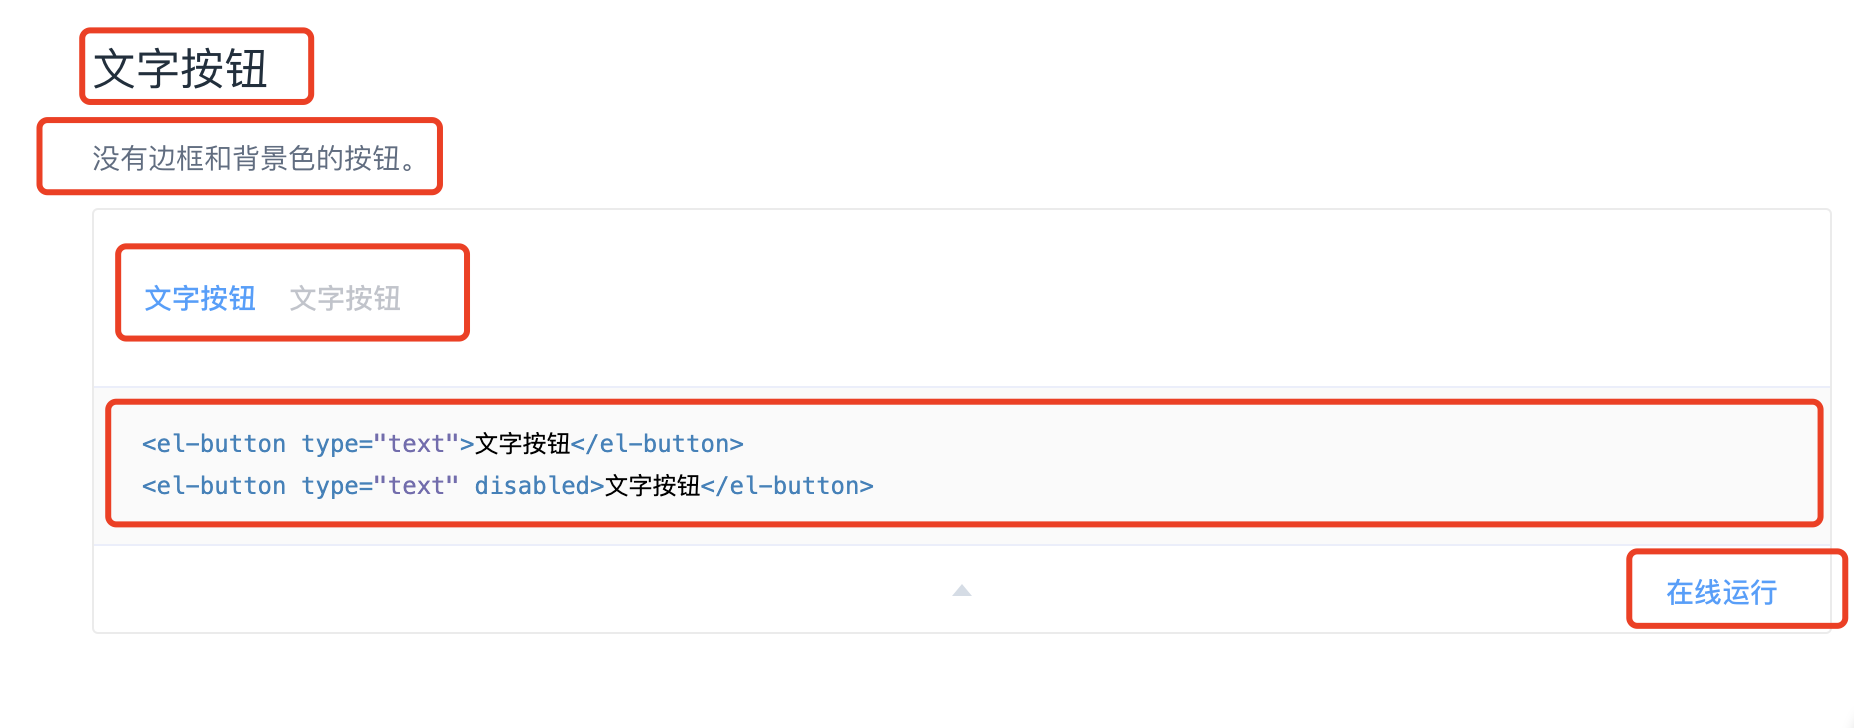 文字按钮
没有边框和背景色的按钮。
文字按钮 文字按钮
<el-button type="text">文字按钮</el-button>
<el-button type="text" disabled>文字按钮</el-button>
在线运行